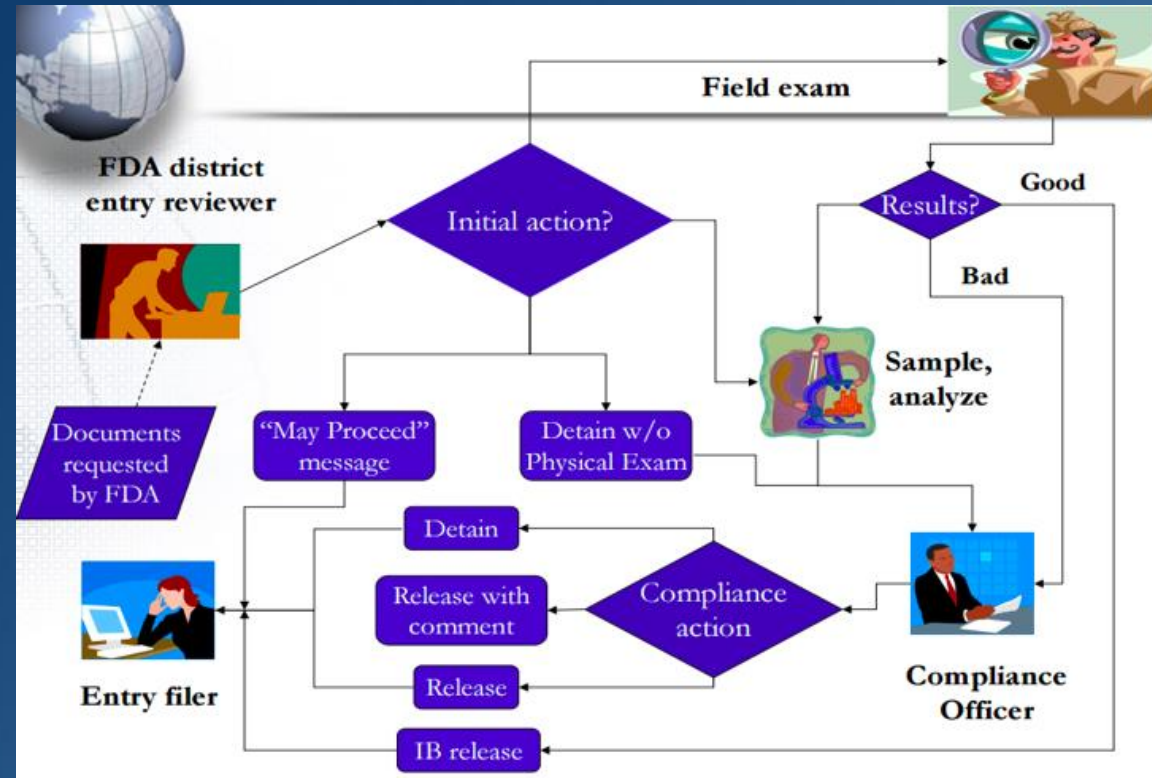 Field exam
FDA district
entry reviewer
Initial action?
Results?
Good
Bad
Sample,
analyze
Documents
requested
by FDA
“May Proceed”
message
Detain w/o
Physical Exam
Detain
Release with
comment
Compliance
action
Release
Entry filer
Compliance
Officer
IB release